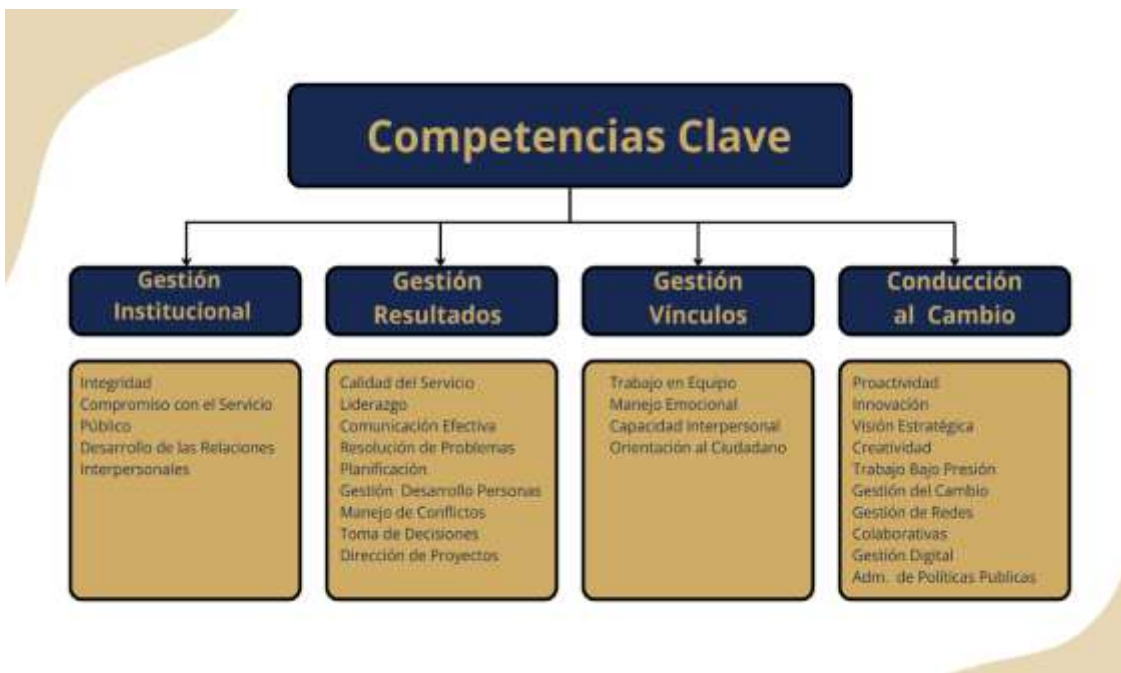 Competencias Clave
Gestión
Institucional
Integridad
Compromiso con el Servicio
Público
Desarrollo de las Relaciones
Interpersonales
Gestión
Resultados
Calidad del Servicio
Liderazgo
Comunicación Efectiva
Resolución de Problemas
Planificación
Gestión Desarrollo Personas
Manejo de Conflictos
Toma de Decisiones
Dirección de Proyectos
Gestión
Vínculos
Trabajo en Equipo
Manejo Emocional
Capacidad Interpersonal
Orientación al Ciudadano
Conducción
al Cambio
Proactividad
Innovación
Visión Estratégica
Creatividad
Trabajo Bajo Presión
Gestión del Cambio
Gestión de Redes
Colaborativas
Gestión Digital
Adm. de Políticas Publicas